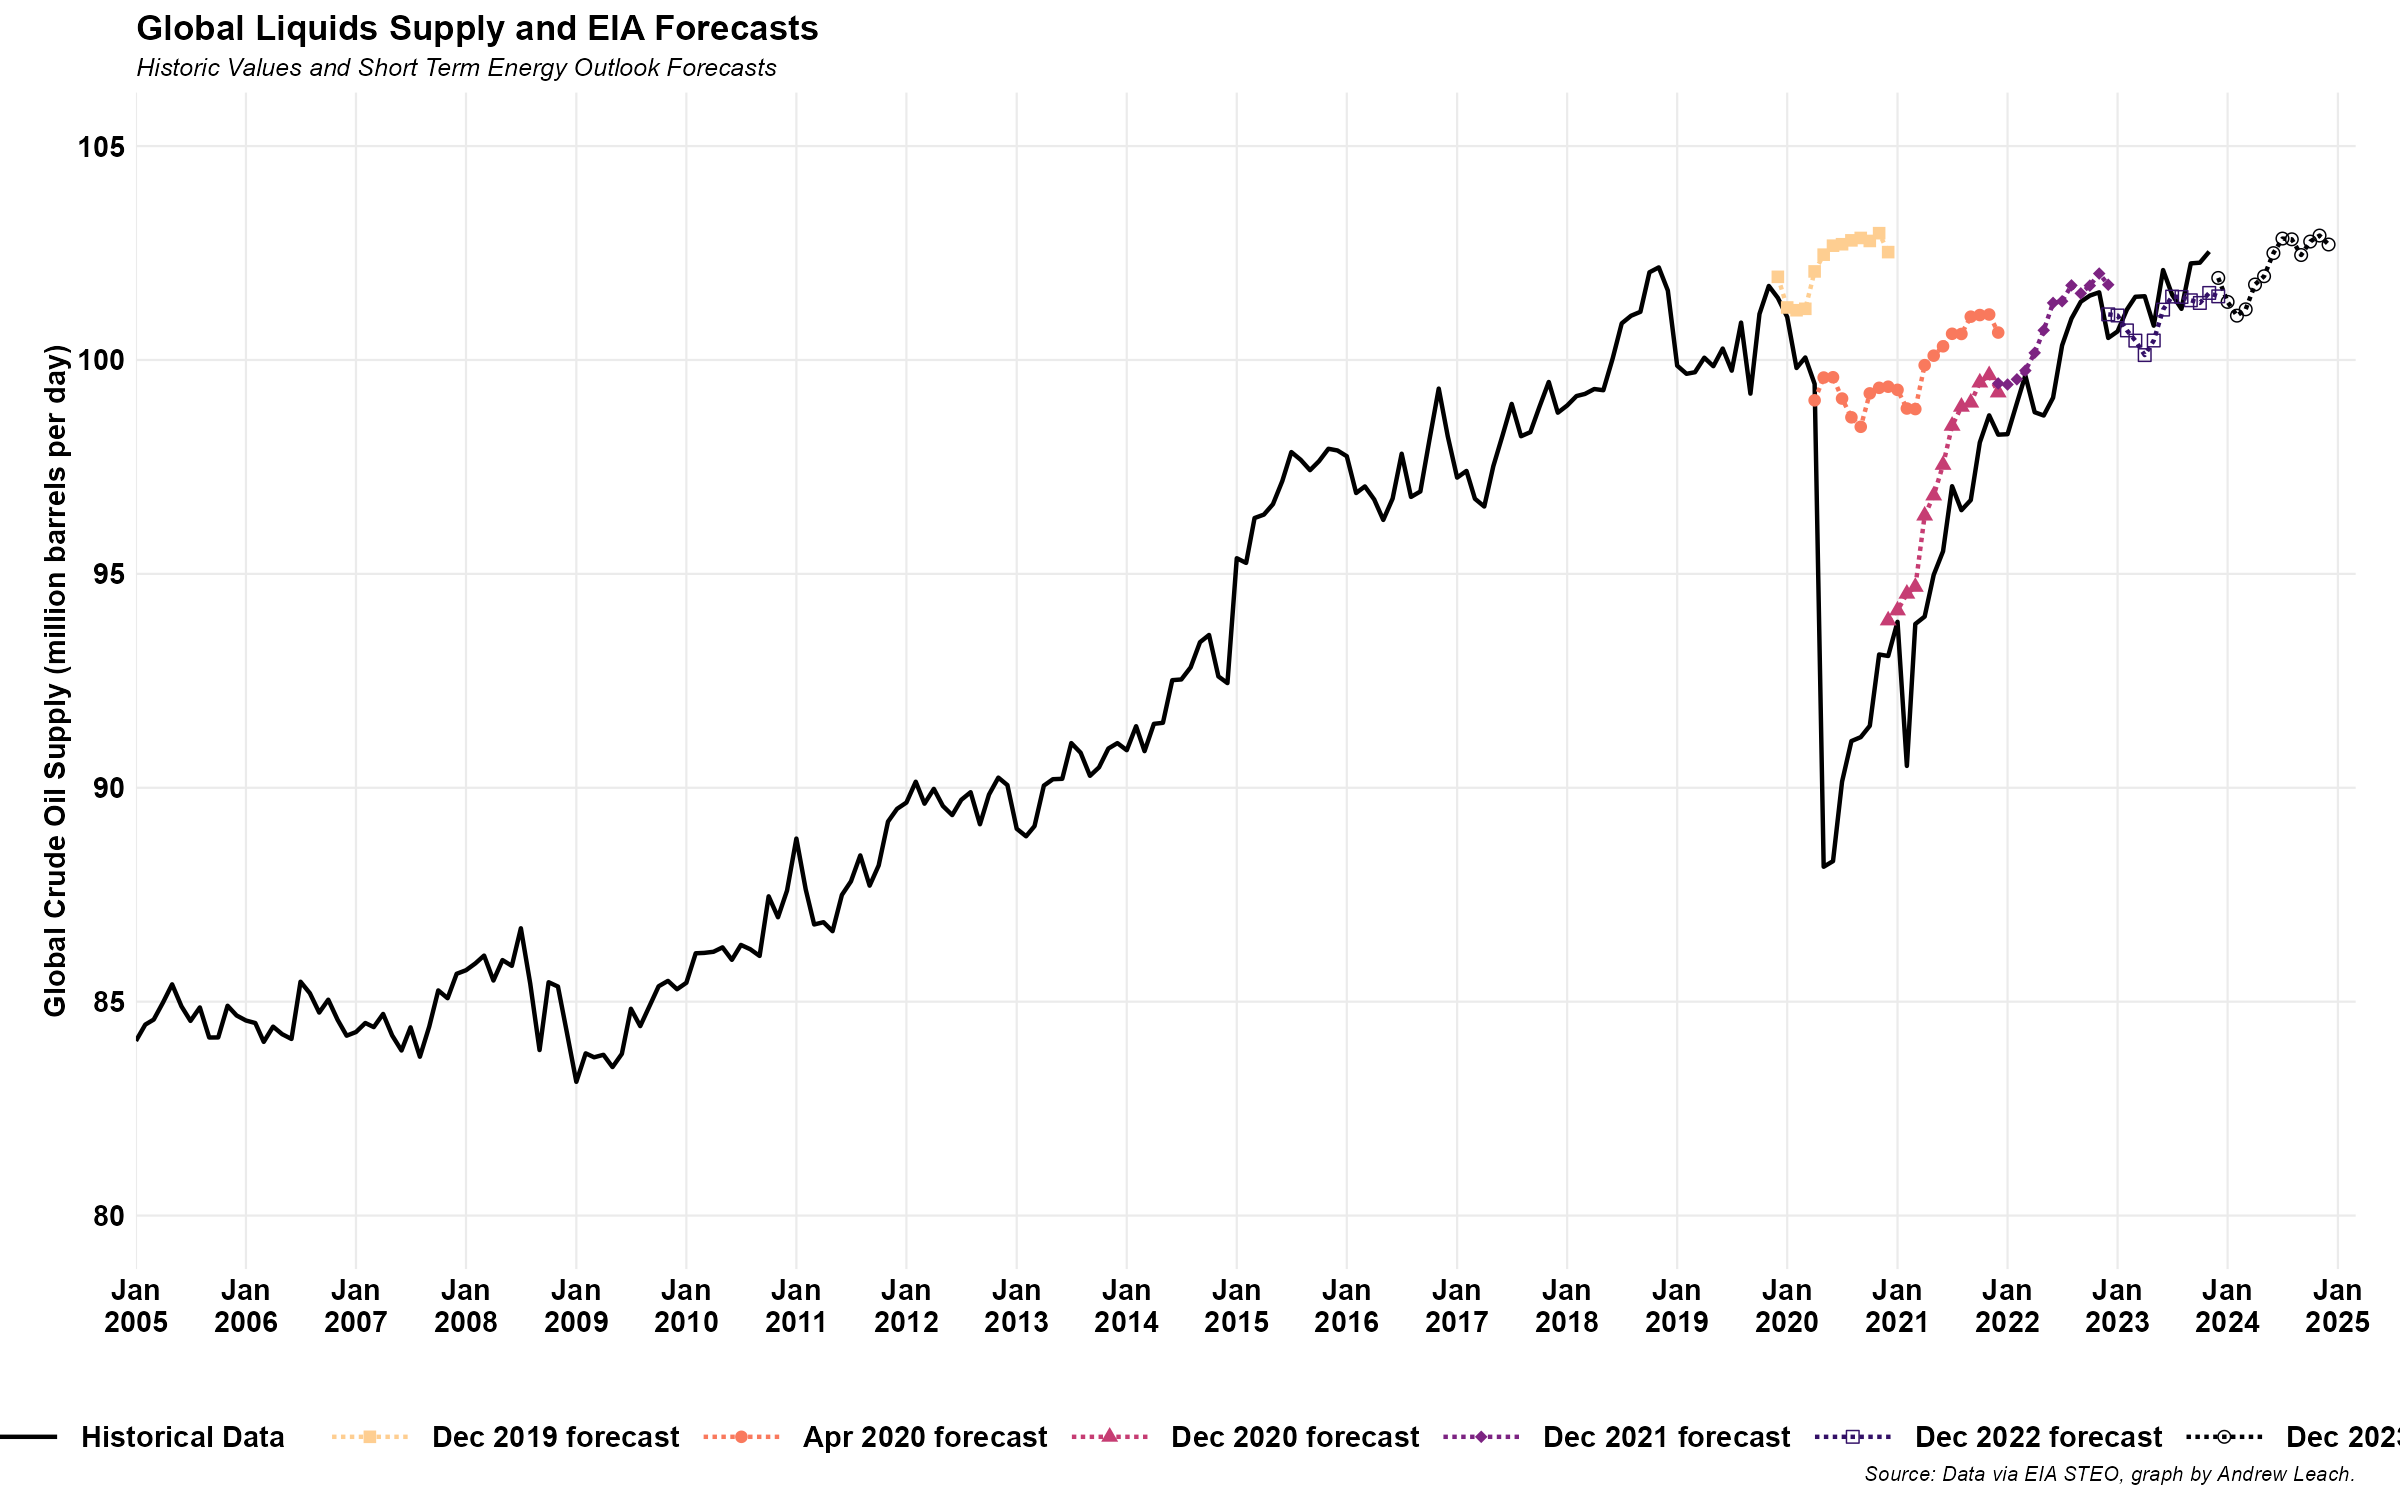 Global Liquids Supply and EIA Forecasts
Historic Values and Short Term Energy Outlook Forecasts
Global Crude Oil Supply (million barrels per day)
105
100
95
90
85
80
Jan 2005
Jan 2006
Jan 2007
Jan 2008
Jan 2009
Jan 2010
Jan 2011
Jan 2012
Jan 2013
Jan 2014
Jan 2015
Jan 2016
Jan 2017
Jan 2018
Jan 2019
Jan 2020
Jan 2021
Jan 2022
Jan 2023
Jan 2024
Jan 2025
Historical Data
Dec 2019 forecast
Apr 2020 forecast
Dec 2020 forecast
Dec 2021 forecast
Dec 2022 forecast
Dec 2023
Source: Data via EIA STEO, graph by Andrew Leach.